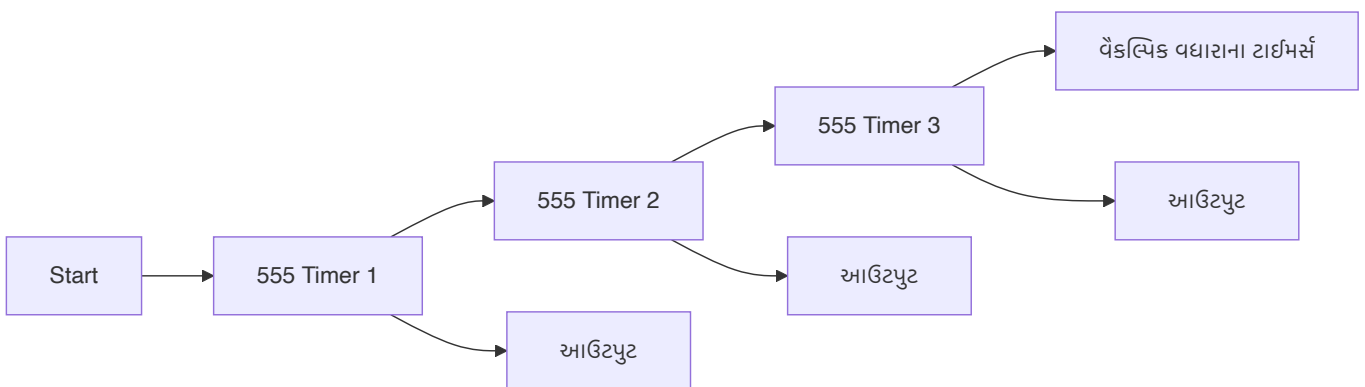 Start
555 Timer 1
555 Timer 2
555 Timer 3
વૈકલ્પિક વધારાના ટાઈમર્સ
આઉટપુટ
આઉટપુટ
આઉટપુટ